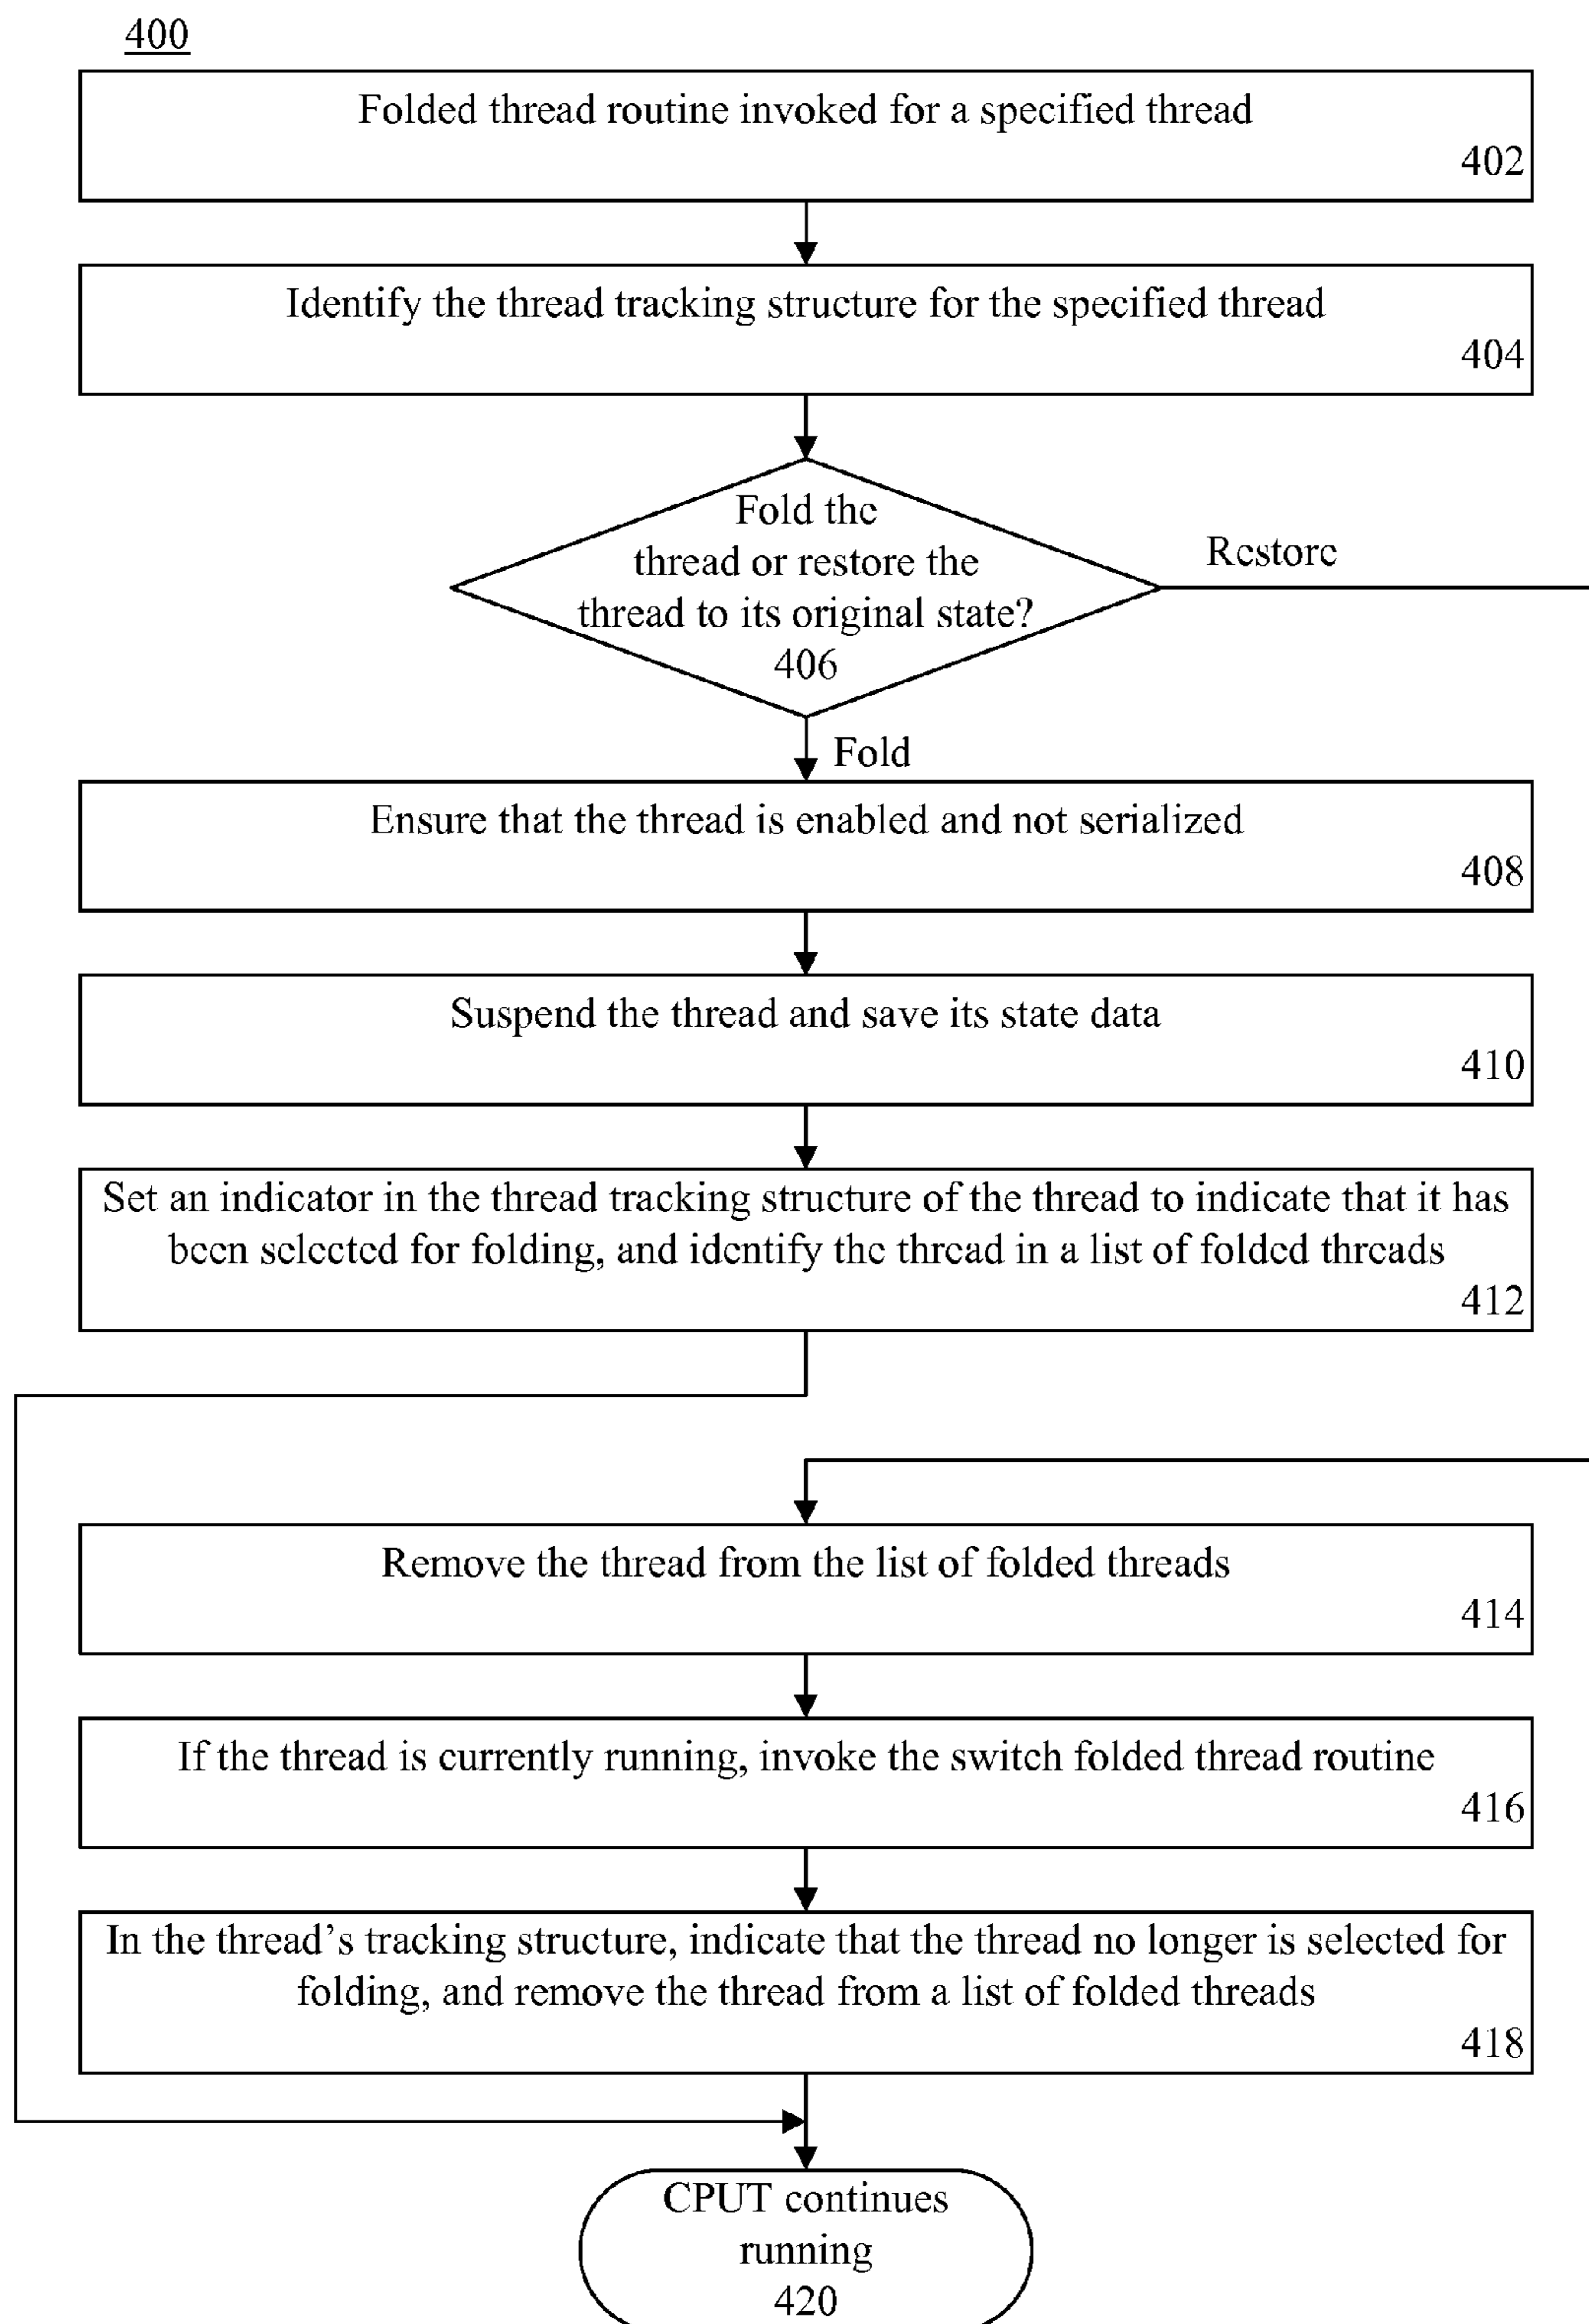 400
Folded thread routine invoked for a specified thread
402
Identify the thread tracking structure for the specified thread
404
Fold the
thread or restore the
thread to its original state?
406
Restore
Fold
Ensure that the thread is enabled and not serialized
408
Suspend the thread and save its state data
410
Set an indicator in the thread tracking structure of the thread to indicate that it has
been selected for folding, and identify the thread in a list of folded threads
412
Remove the thread from the list of folded threads
414
If the thread is currently running, invoke the switch folded thread routine
416
In the thread’s tracking structure, indicate that the thread no longer is selected for
folding, and remove the thread from a list of folded threads
418
CPUT continues
running
420